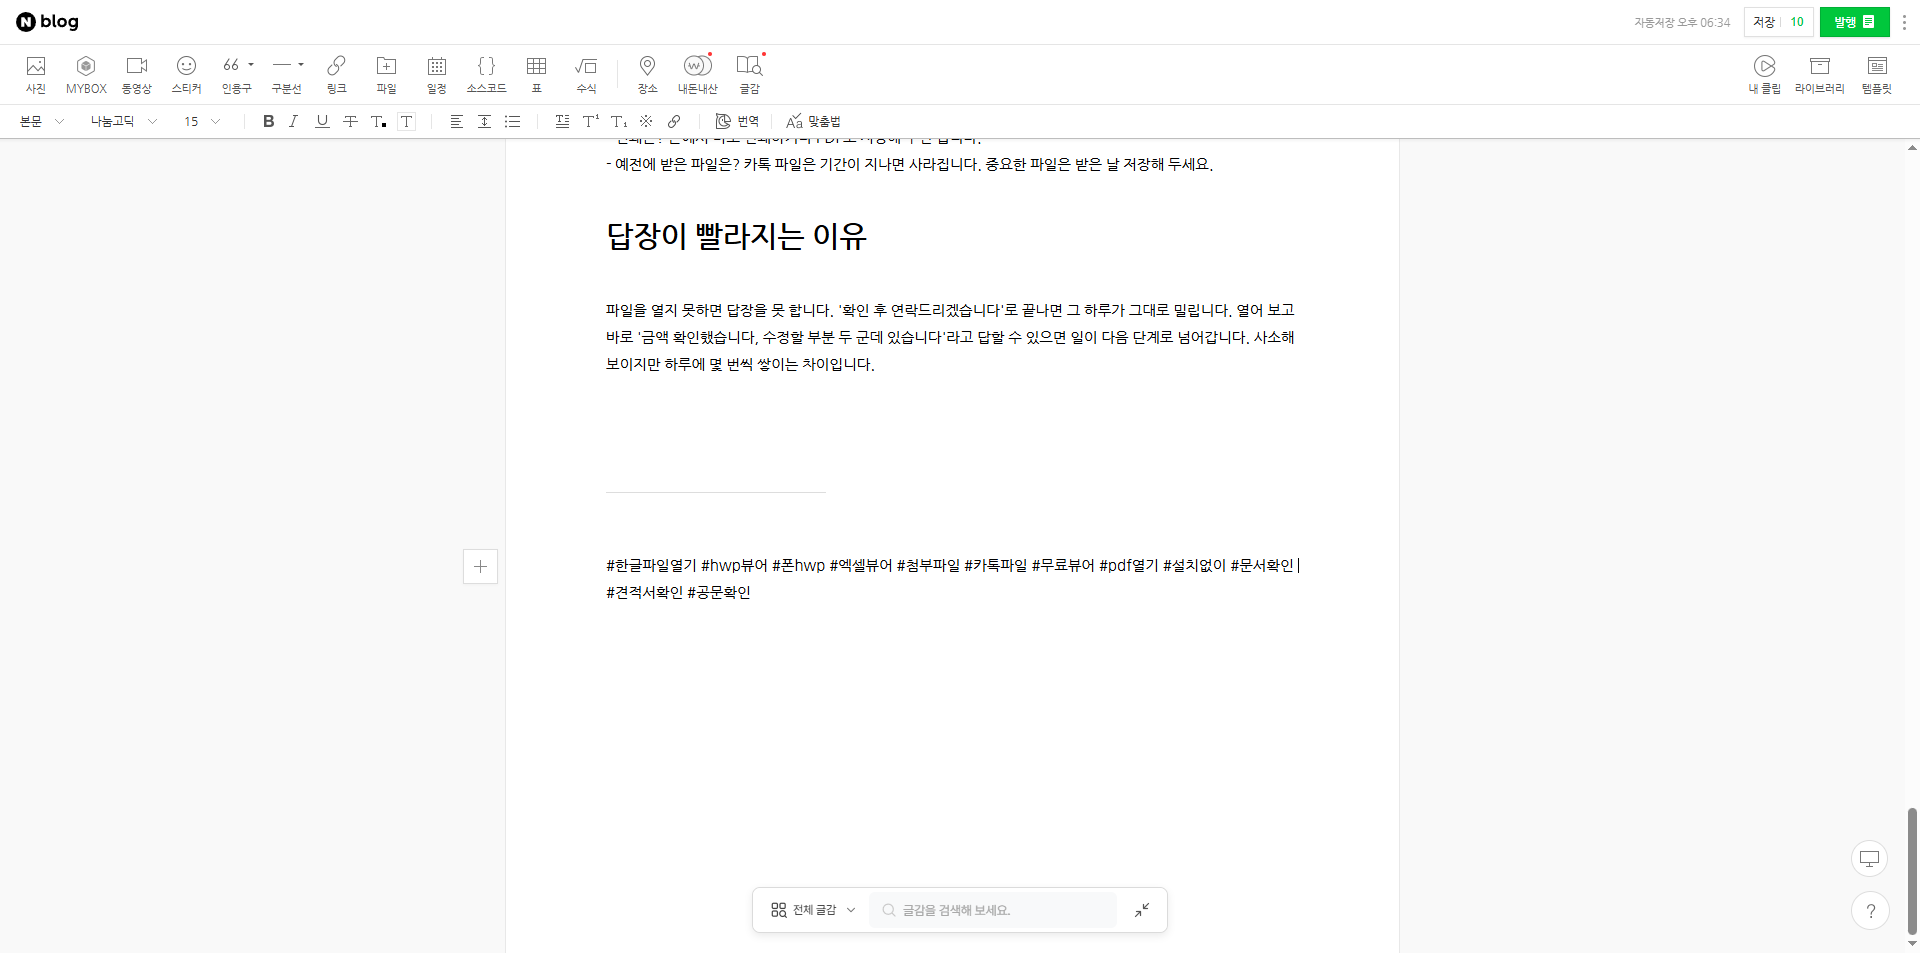 blog
자동저장 오후 06:34
저장 10
발행
사진 MYBOX 동영상 스티커 인용구 구분선 링크 파일 일정 소스코드 표 수식 장소 내돈내산 글감 내 클립 라이브러리 템플릿
본문 나눔고딕 15 번역 맞춤법
- 예전에 받은 파일은? 카톡 파일은 기간이 지나면 사라집니다. 중요한 파일은 받은 날 저장해 두세요.
답장이 빨라지는 이유
파일을 열지 못하면 답장을 못 합니다. '확인 후 연락드리겠습니다'로 끝나면 그 하루가 그대로 밀립니다. 열어 보고
바로 '금액 확인했습니다, 수정할 부분 두 군데 있습니다'라고 답할 수 있으면 일이 다음 단계로 넘어갑니다. 사소해
보이지만 하루에 몇 번씩 쌓이는 차이입니다.
#한글파일열기 #hwp뷰어 #폰hwp #엑셀뷰어 #첨부파일 #카톡파일 #무료뷰어 #pdf열기 #설치없이 #문서확인
#견적서확인 #공문확인
전체 글감 글감을 검색해 보세요.